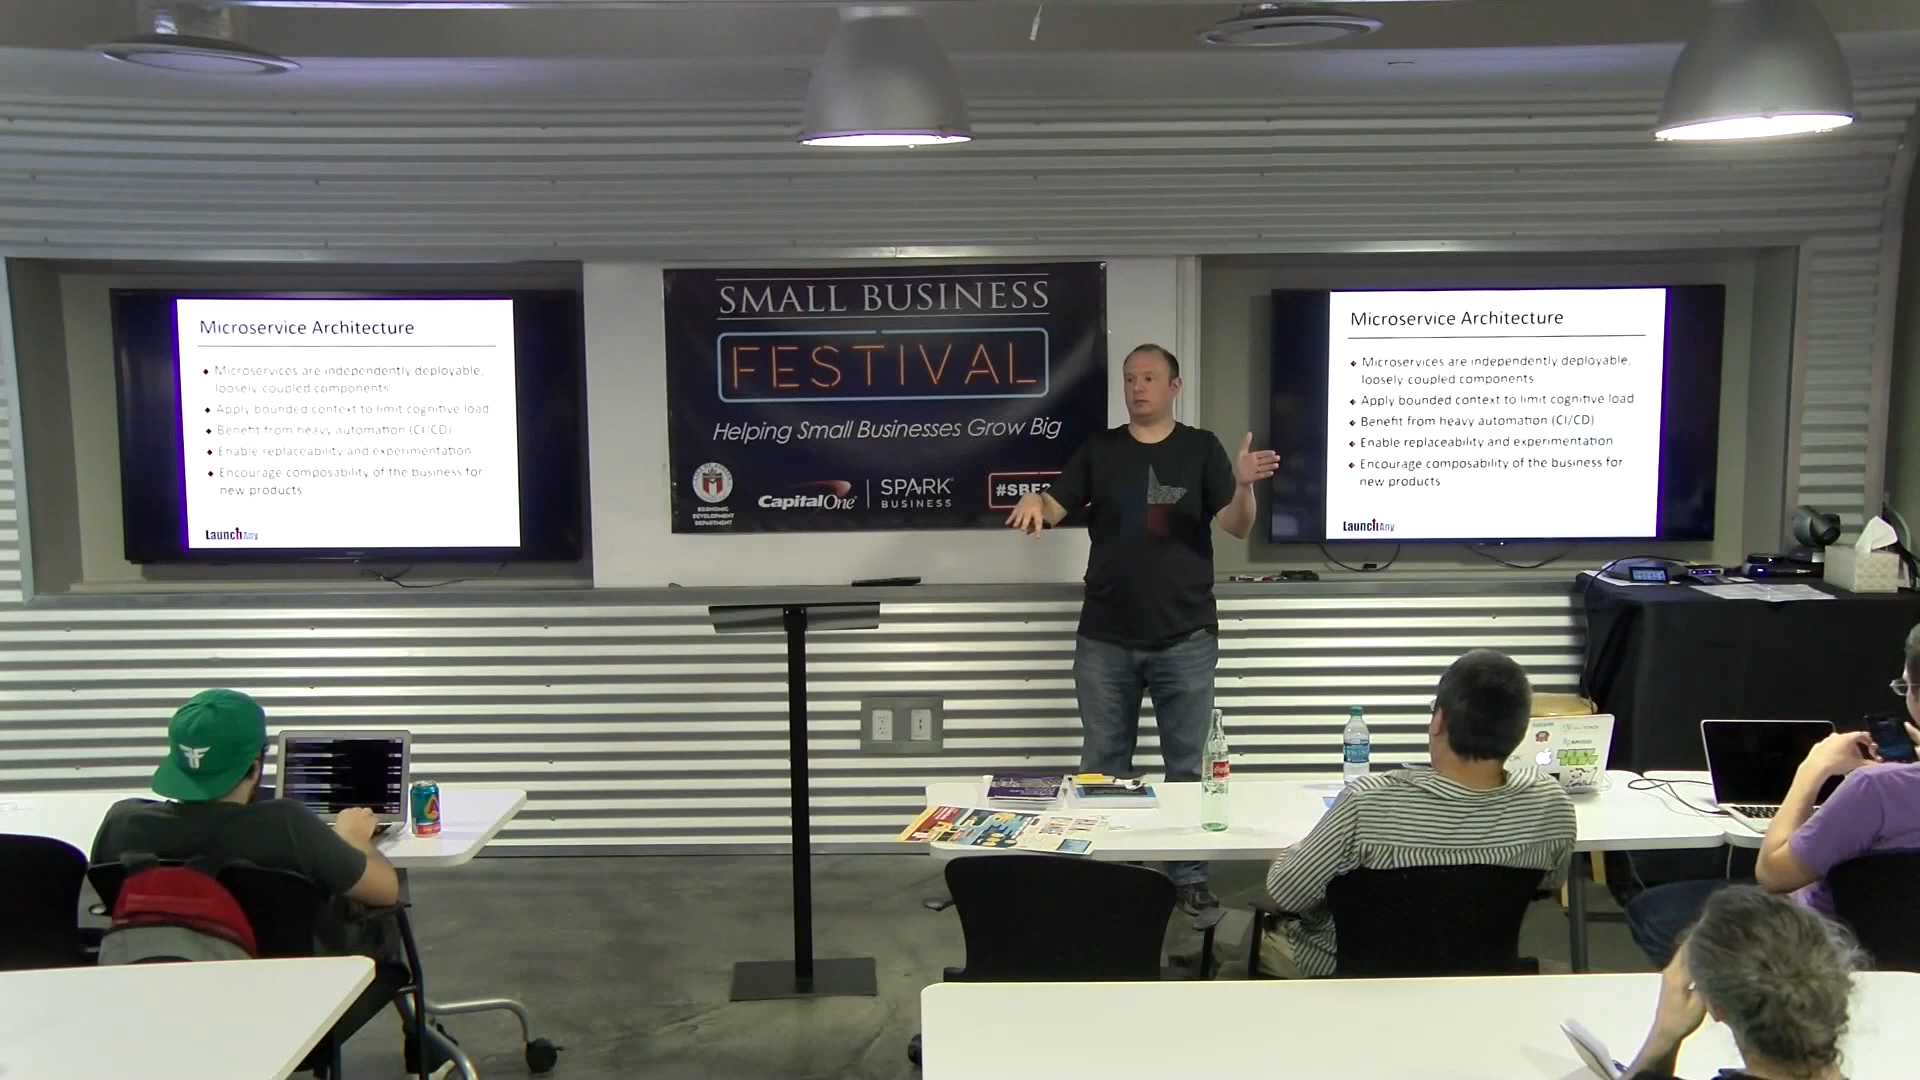 Microservice Architecture
Microservices are independently deployable,
loosely-coupled components
Apply bounded context to limit cognitive load
Benefit from heavy automation (CI/CD)
Enable replaceability and experimentation
Encourage composability of the business for
new products
LaunchAny
SMALL BUSINESS
FESTIVAL
Helping Small Businesses Grow Big
ECONOMIC
DEVELOPMENT
DEPARTMENT
CapitalOne
SPARK
BUSINESS
Microservice Architecture
Microservices are independently deployable,
loosely-coupled components
Apply bounded context to limit cognitive load
Benefit from heavy automation (CI/CD)
Enable replaceability and experimentation
Encourage composability of the business for
new products
LaunchAny